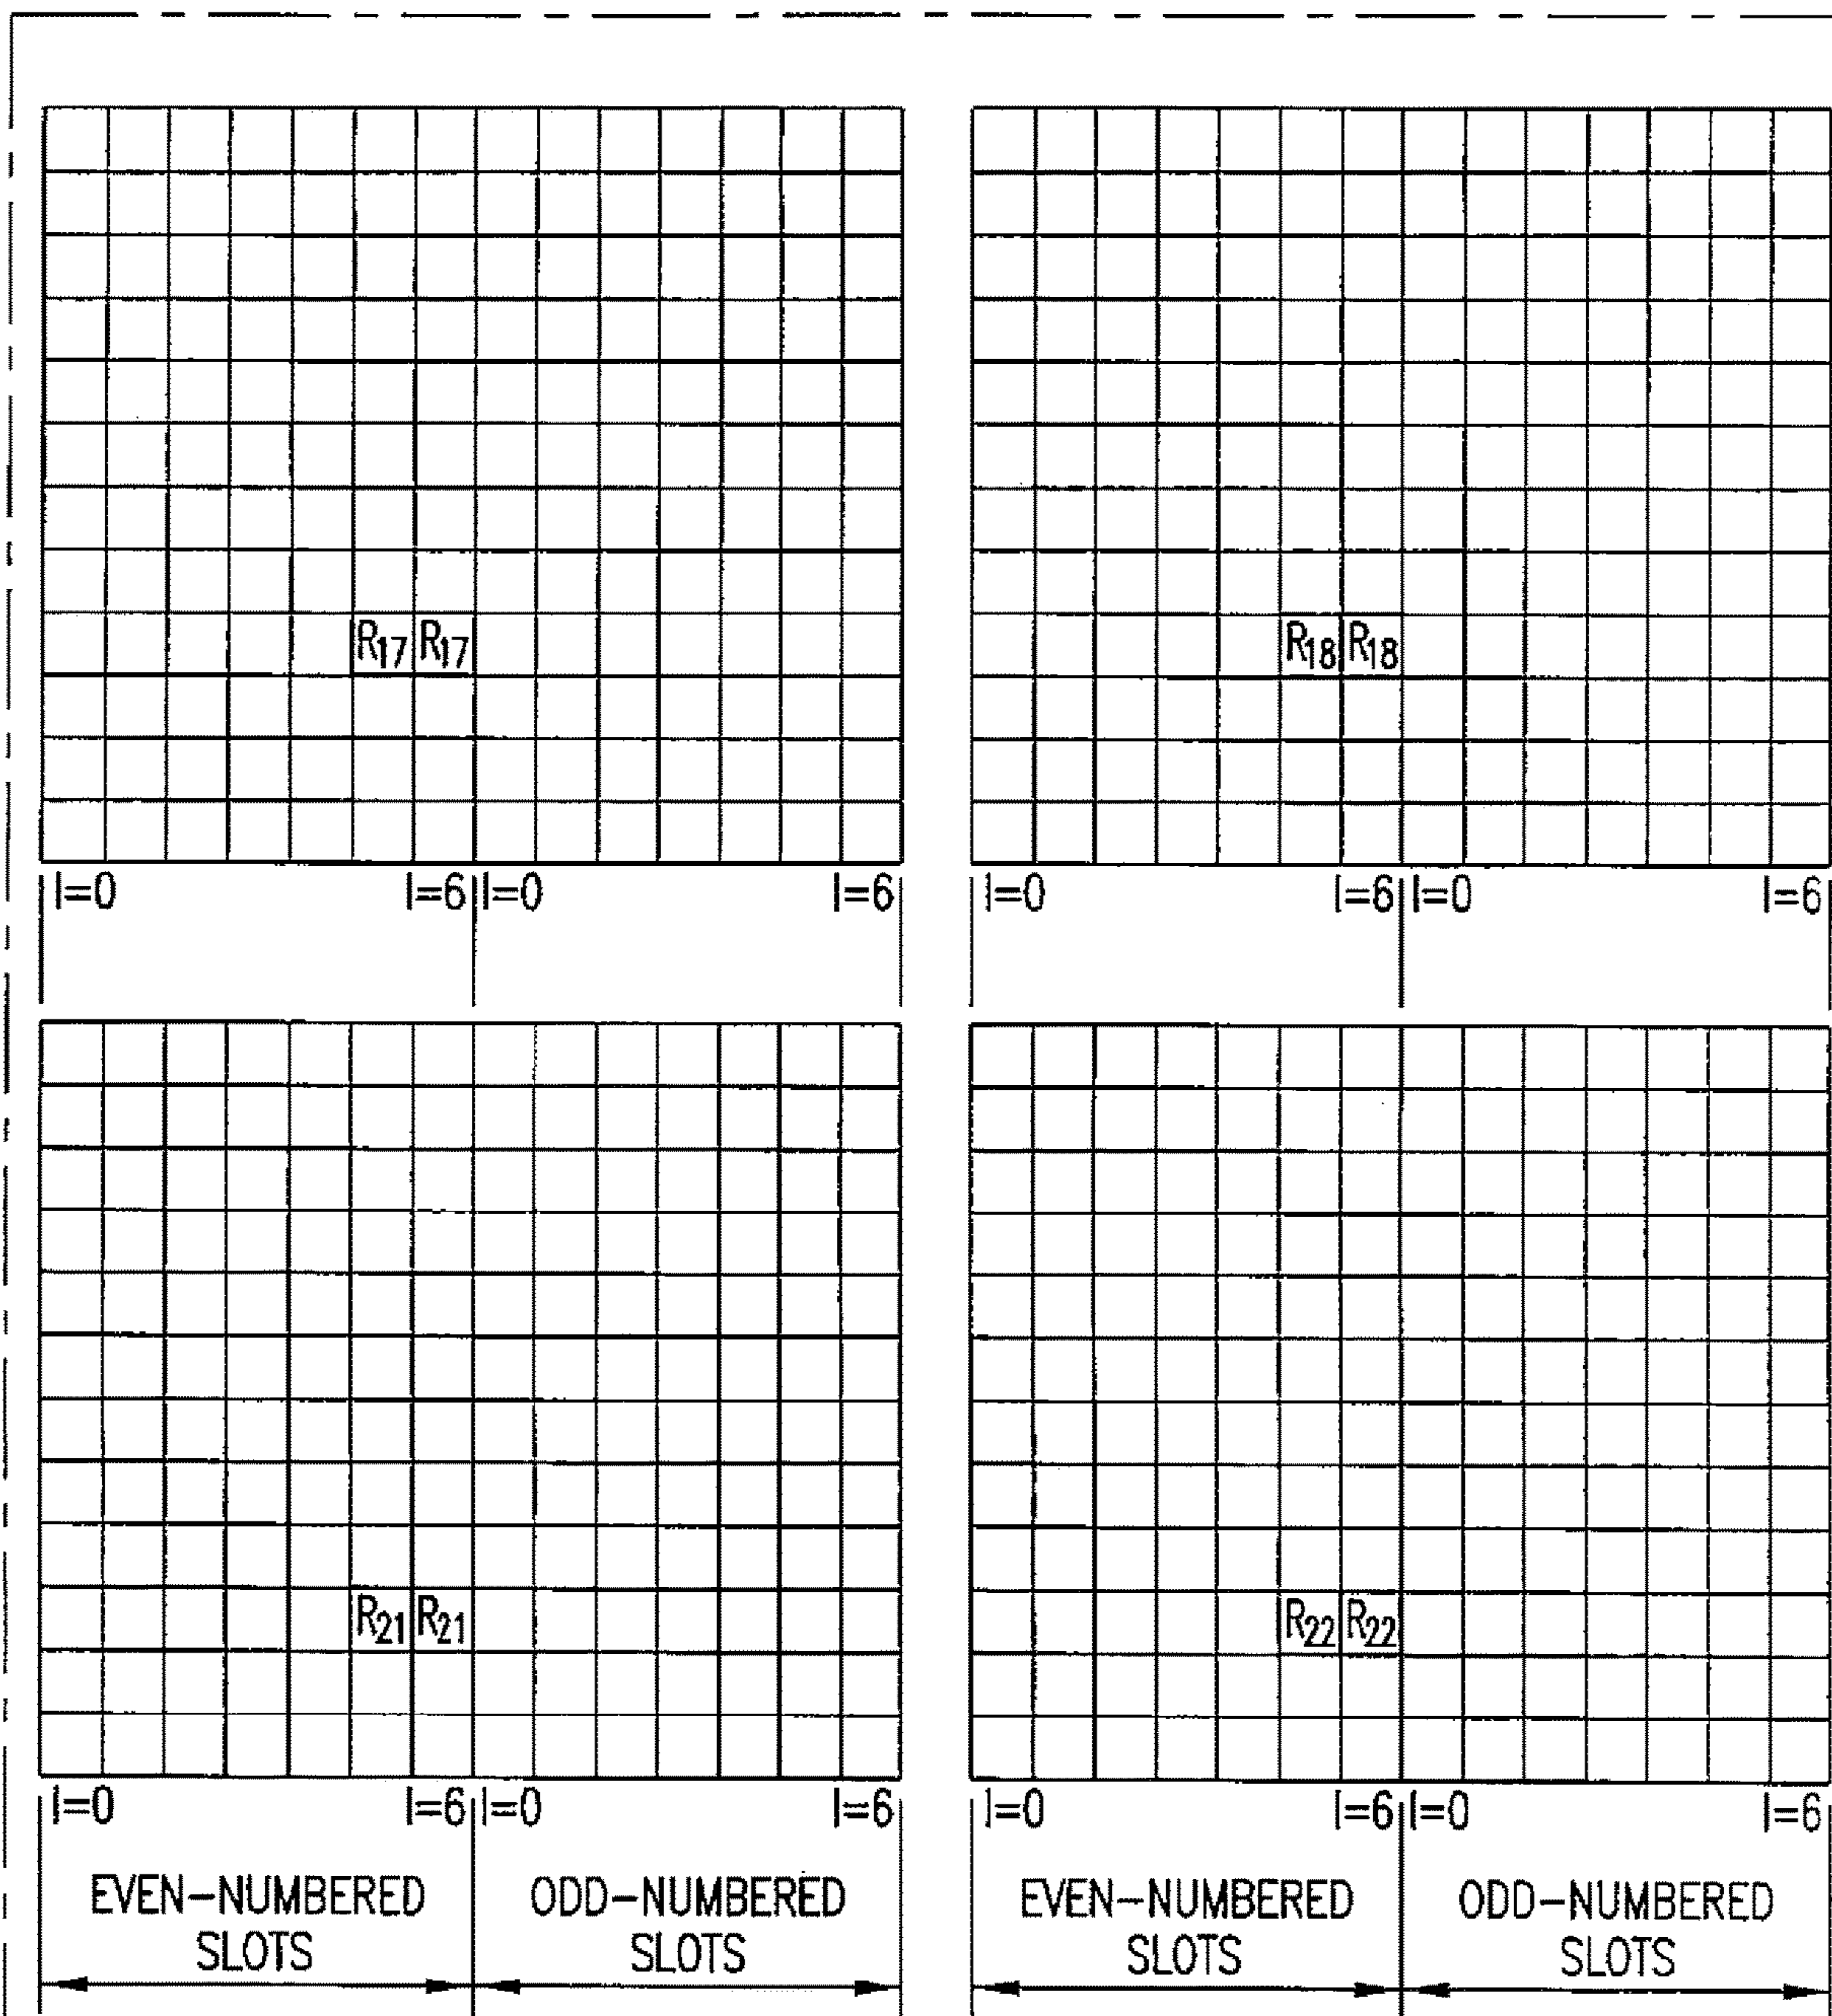 R17 R17 R18 R18
l=0 l=6 l=0 l=6 l=0 l=6 l=0 l=6
R21 R21 R22 R22
l=0 l=6 l=0 l=6 l=0 l=6 l=0 l=6
EVEN-NUMBERED ODD-NUMBERED EVEN-NUMBERED ODD-NUMBERED
SLOTS SLOTS SLOTS SLOTS